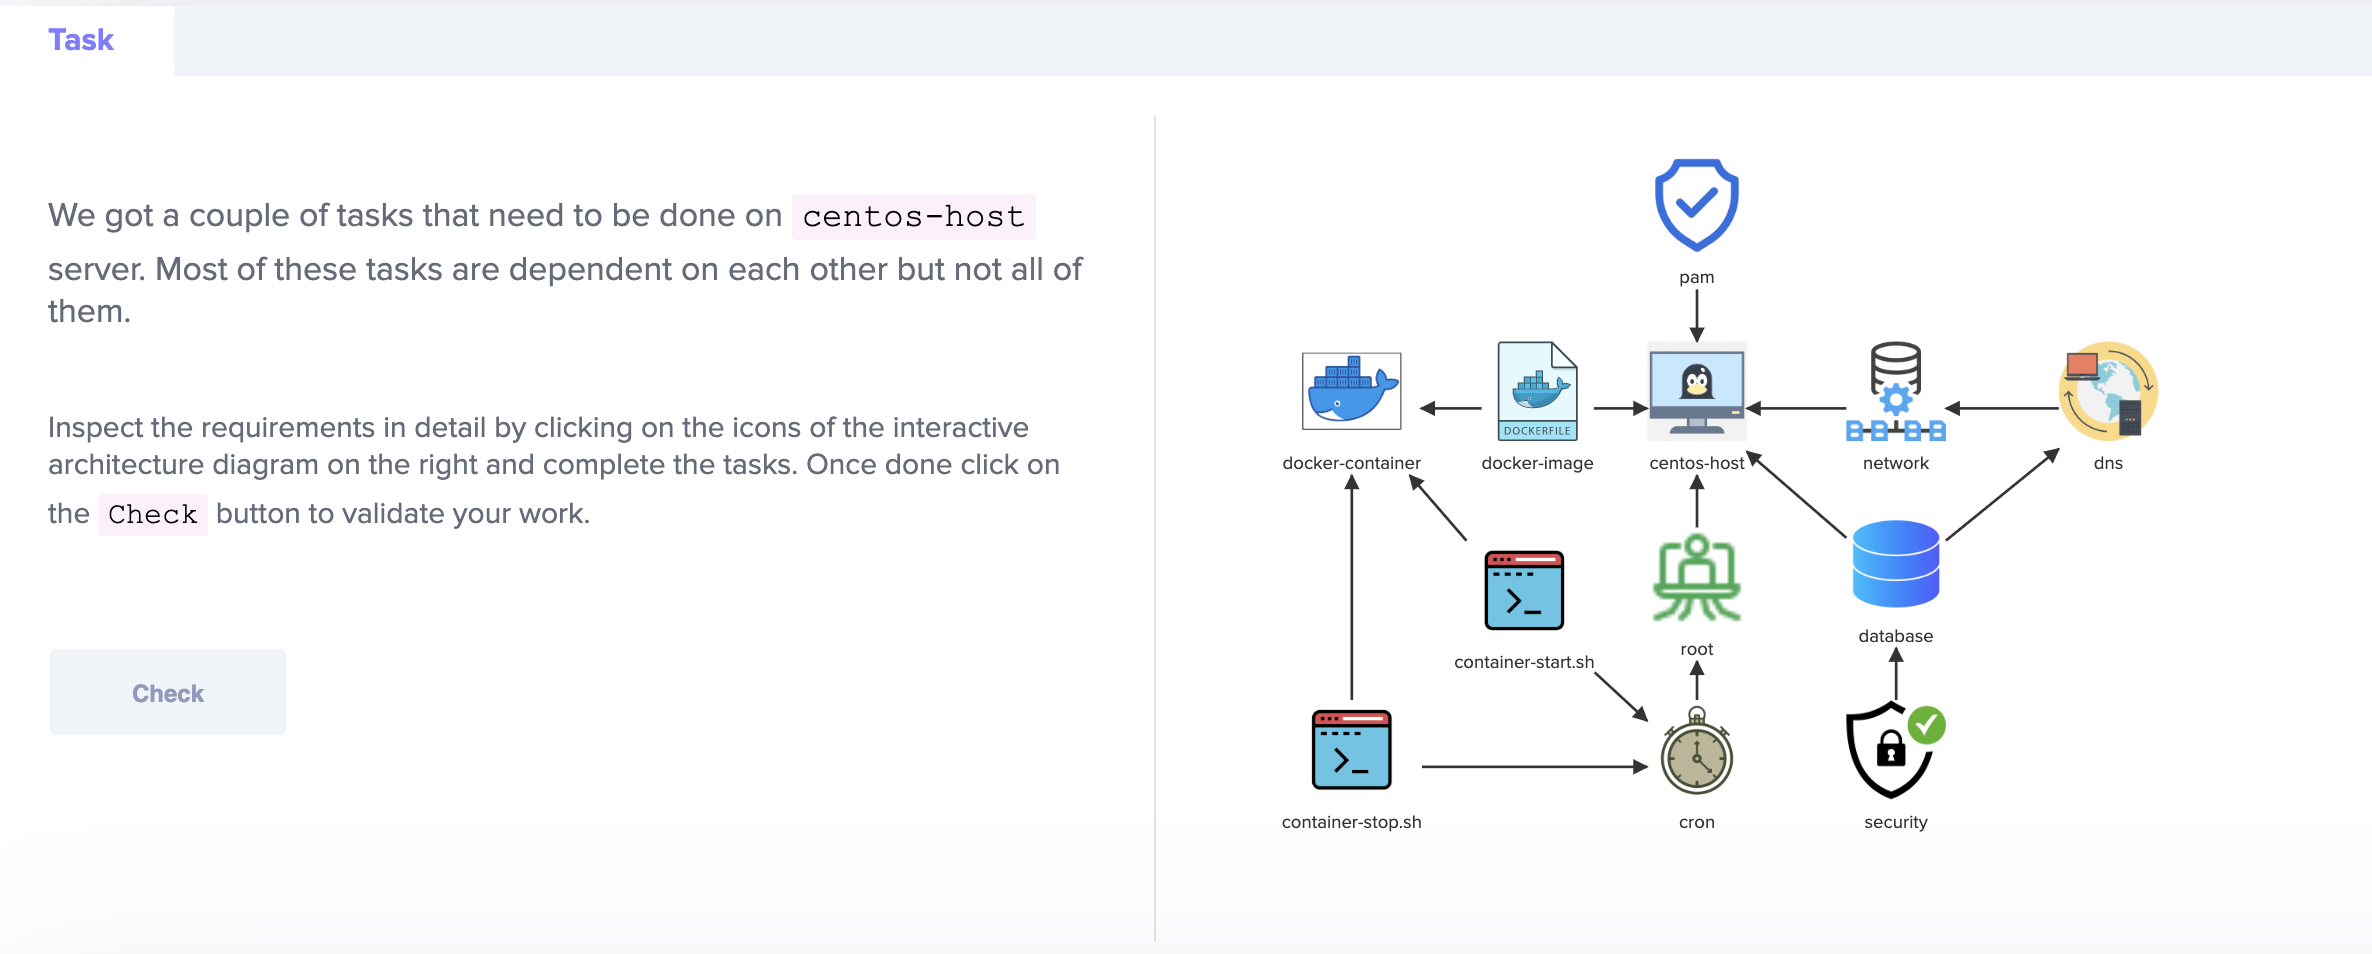 Task
We got a couple of tasks that need to be done on centos-host
server. Most of these tasks are dependent on each other but not all of
them.
Inspect the requirements in detail by clicking on the icons of the interactive
architecture diagram on the right and complete the tasks. Once done click on
the Check button to validate your work.
Check
pam
DOCKERFILE
docker-container
docker-image
centos-host
network
dns
container-start.sh
root
database
container-stop.sh
cron
security